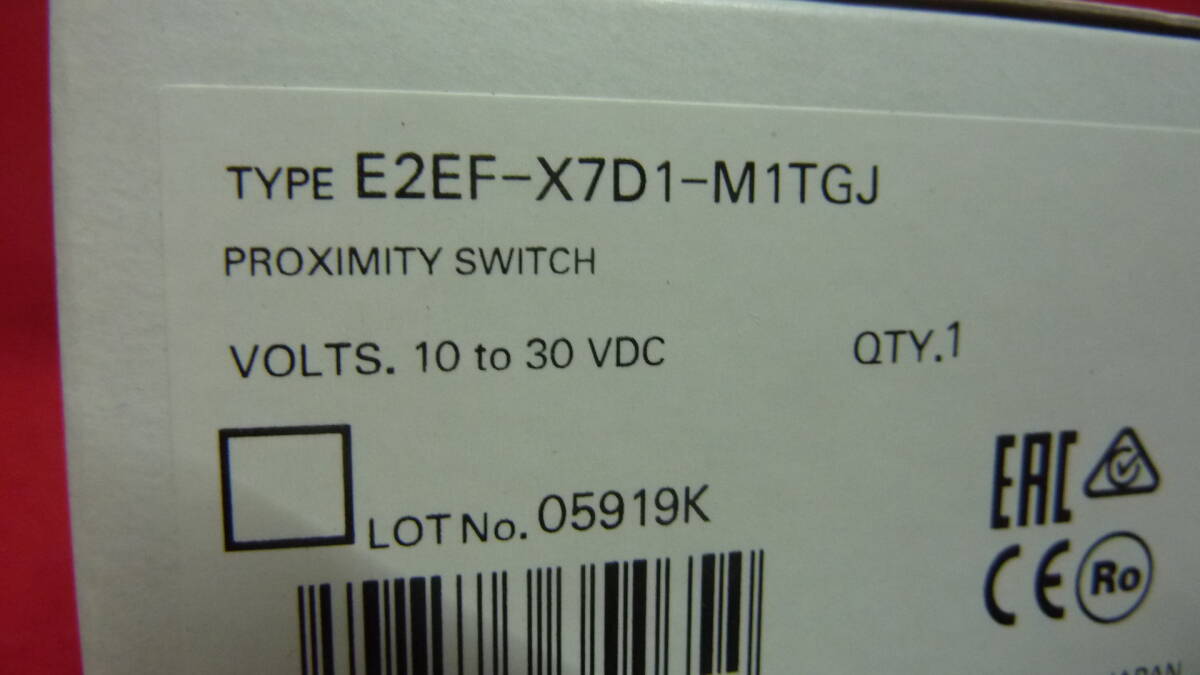 TYPE E2EF-X7D1-M1TGJ
PROXIMITY SWITCH
VOLTS. 10 to 30 VDC QTY.1
LOT No. 05919K
EAC
CE Ro
JAPAN